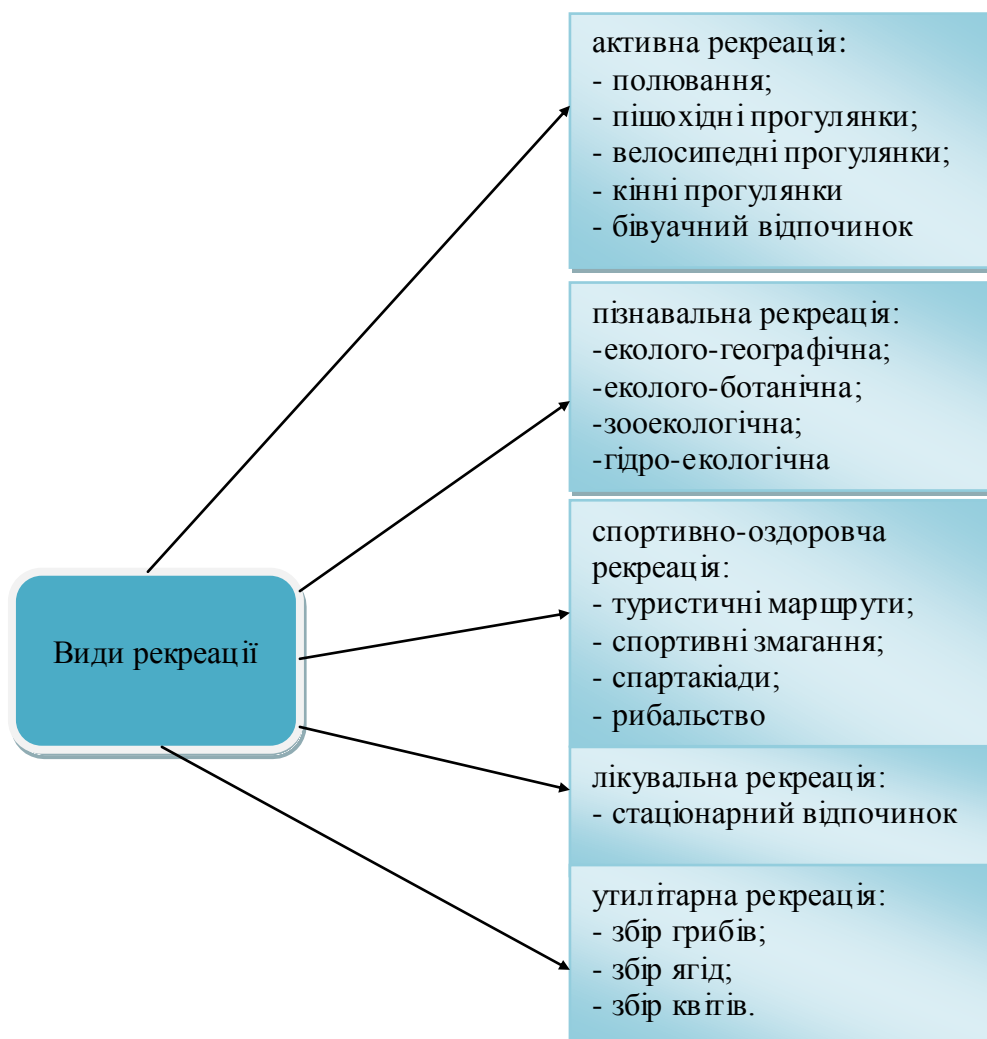 активна рекреація:
- полювання;
- пішохідні прогулянки;
- велосипедні прогулянки;
- кінні прогулянки
- бівуачний відпочинок
пізнавальна рекреація:
-еколого-географічна;
-еколого-ботанічна;
-зооекологічна;
-гідро-екологічна
спортивно-оздоровча
рекреація:
- туристичні маршрути;
- спортивні змагання;
- спартакіади;
- рибальство
Види рекреації
лікувальна рекреація:
- стаціонарний відпочинок
утилітарна рекреація:
- збір грибів;
- збір ягід;
- збір квітів.